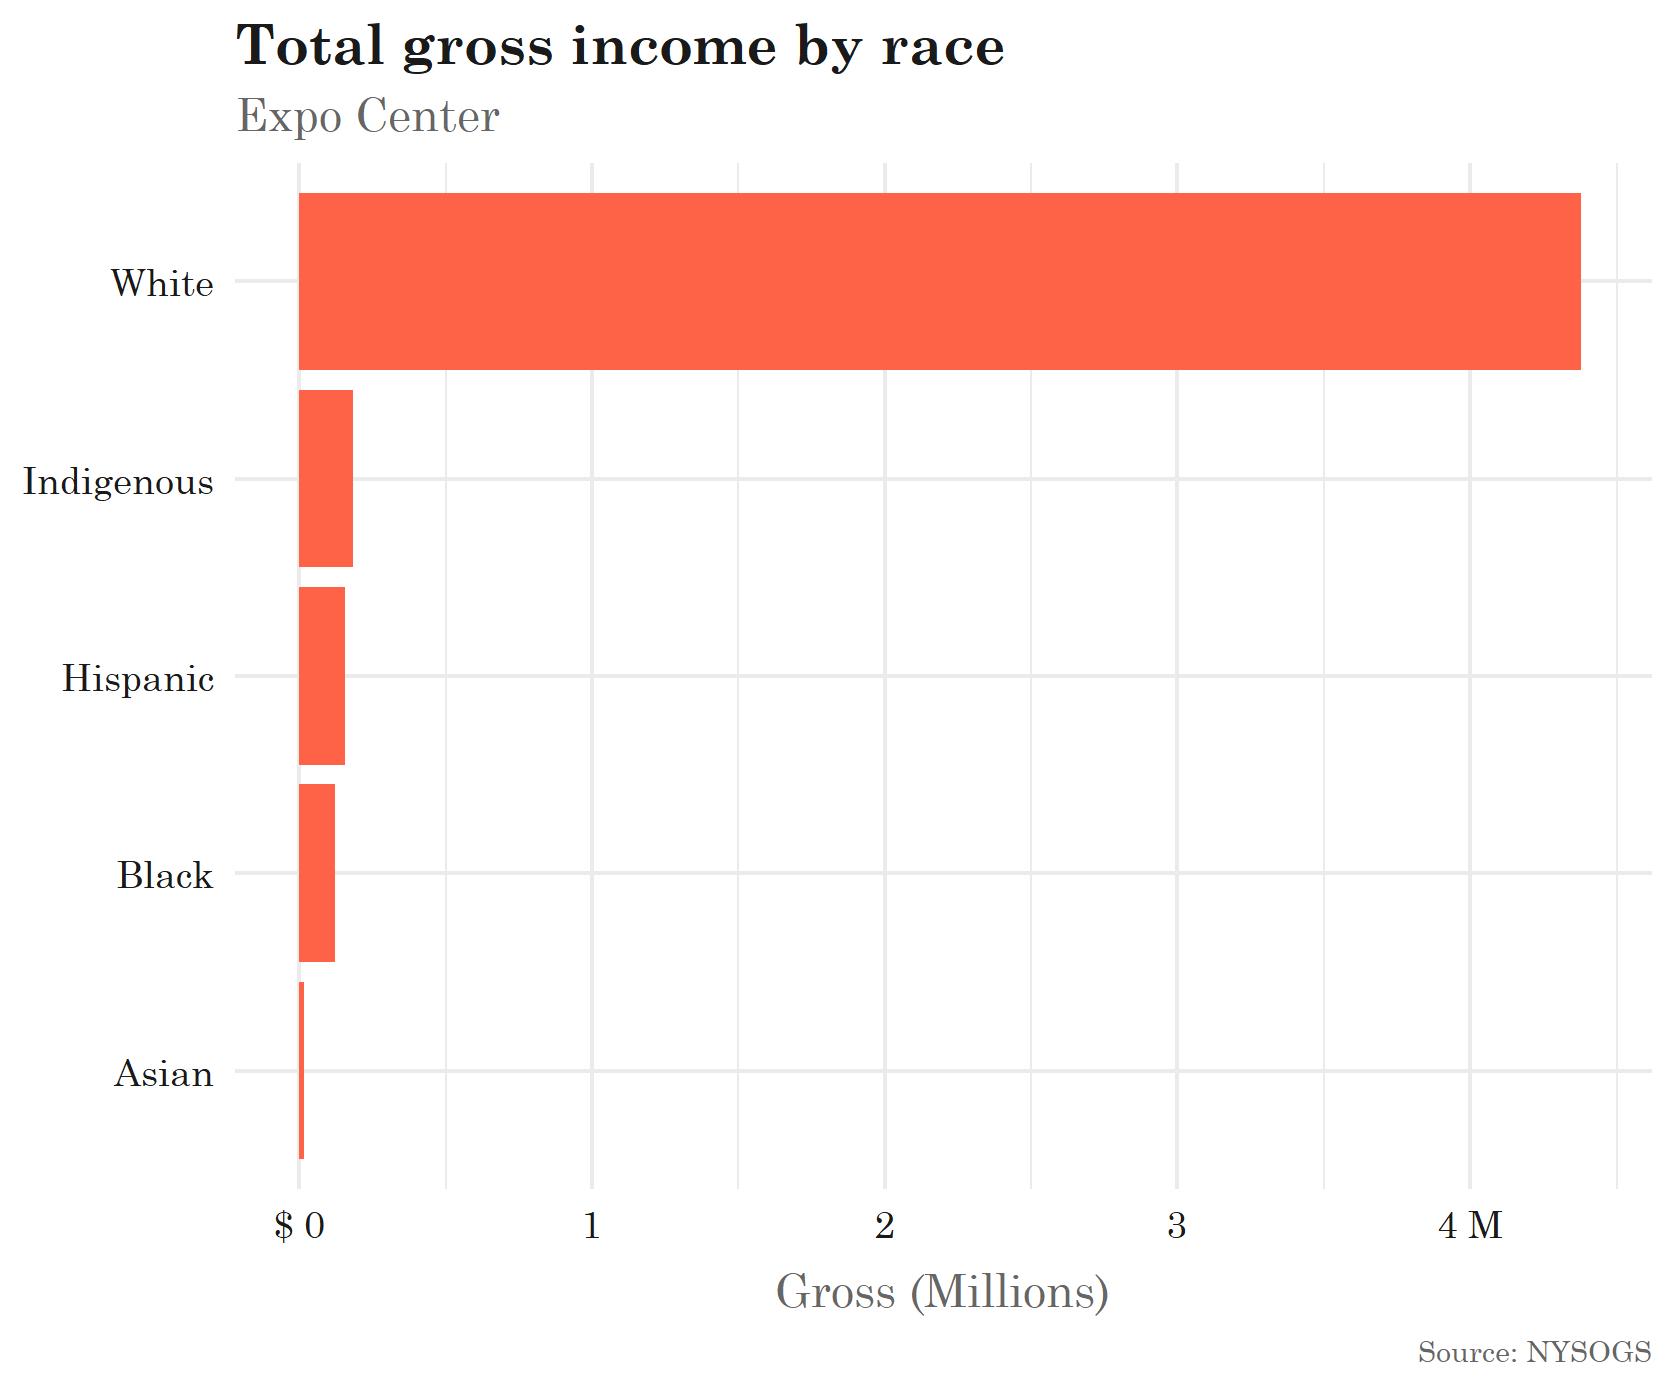 Total gross income by race
Expo Center
White
Indigenous
Hispanic
Black
Asian
$ 0 1 2 3 4 M
Gross (Millions)
Source: NYSOGS